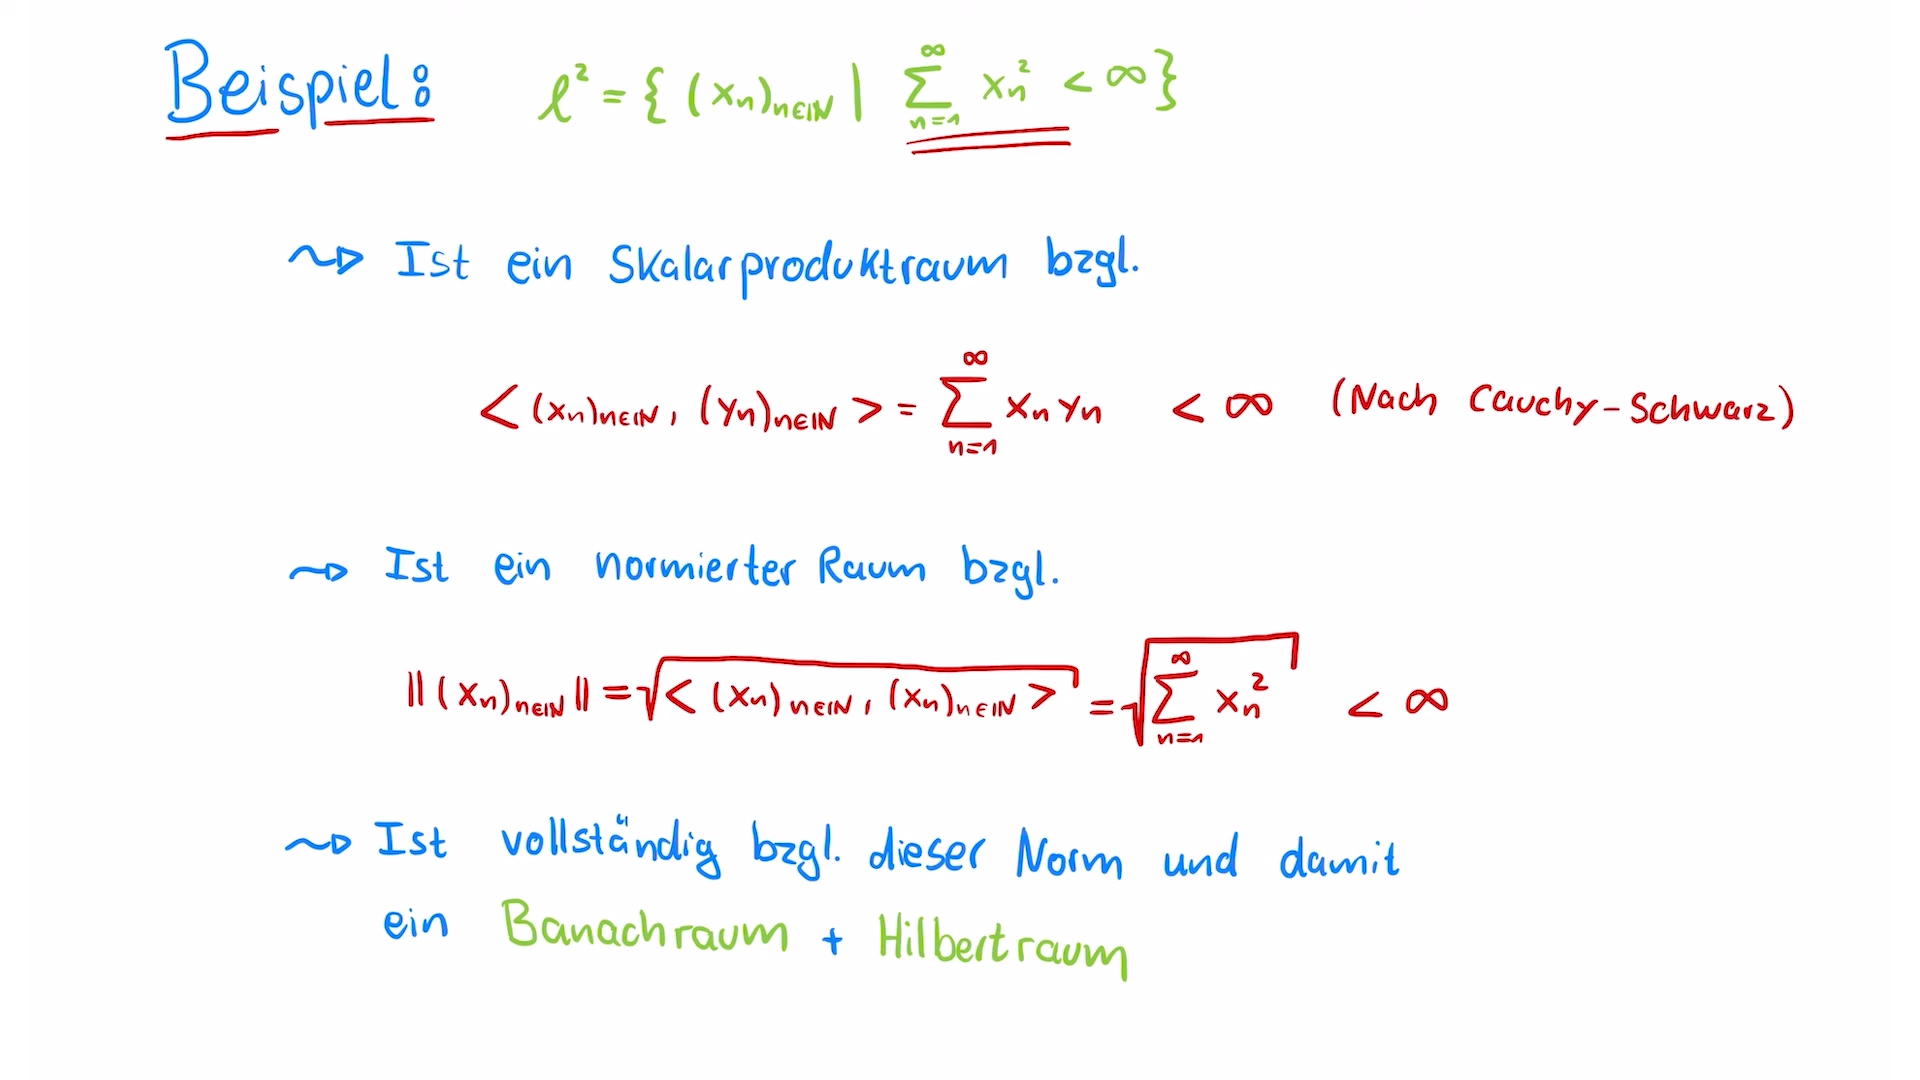 Beispiel: ℓ² = { (xₙ)ₙ∈ℕ | ∑_{n=1}^{∞} xₙ² < ∞ }
⇝ Ist ein Skalarproduktraum bzgl.
< (xₙ)ₙ∈ℕ , (yₙ)ₙ∈ℕ > = ∑_{n=1}^{∞} xₙ yₙ < ∞ (Nach Cauchy-Schwarz)
⇝ Ist ein normierter Raum bzgl.
|| (xₙ)ₙ∈ℕ || = √(< (xₙ)ₙ∈ℕ , (xₙ)ₙ∈ℕ >) = √(∑_{n=1}^{∞} xₙ²) < ∞
⇝ Ist vollständig bzgl. dieser Norm und damit
ein Banachraum + Hilbertraum